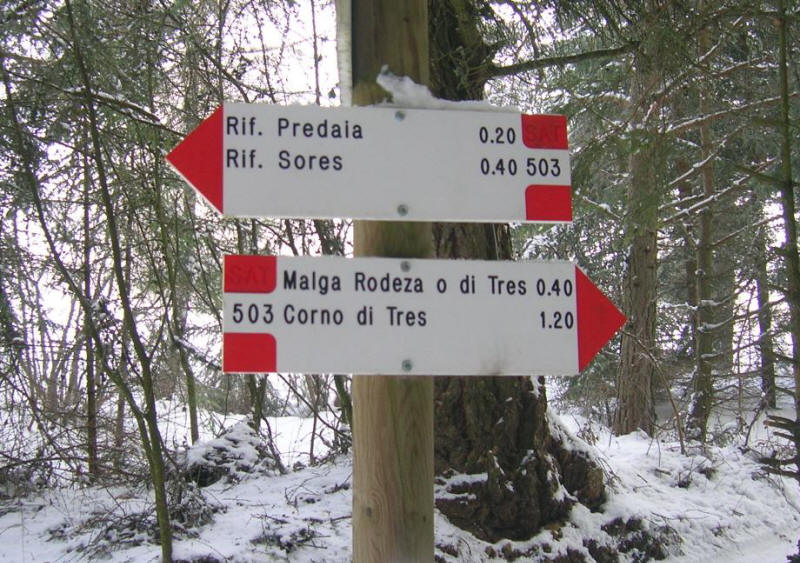 Rif. Predaia 0.20 SAT
Rif. Sores 0.40 503
SAT Malga Rodeza o di Tres 0.40
503 Corno di Tres 1.20